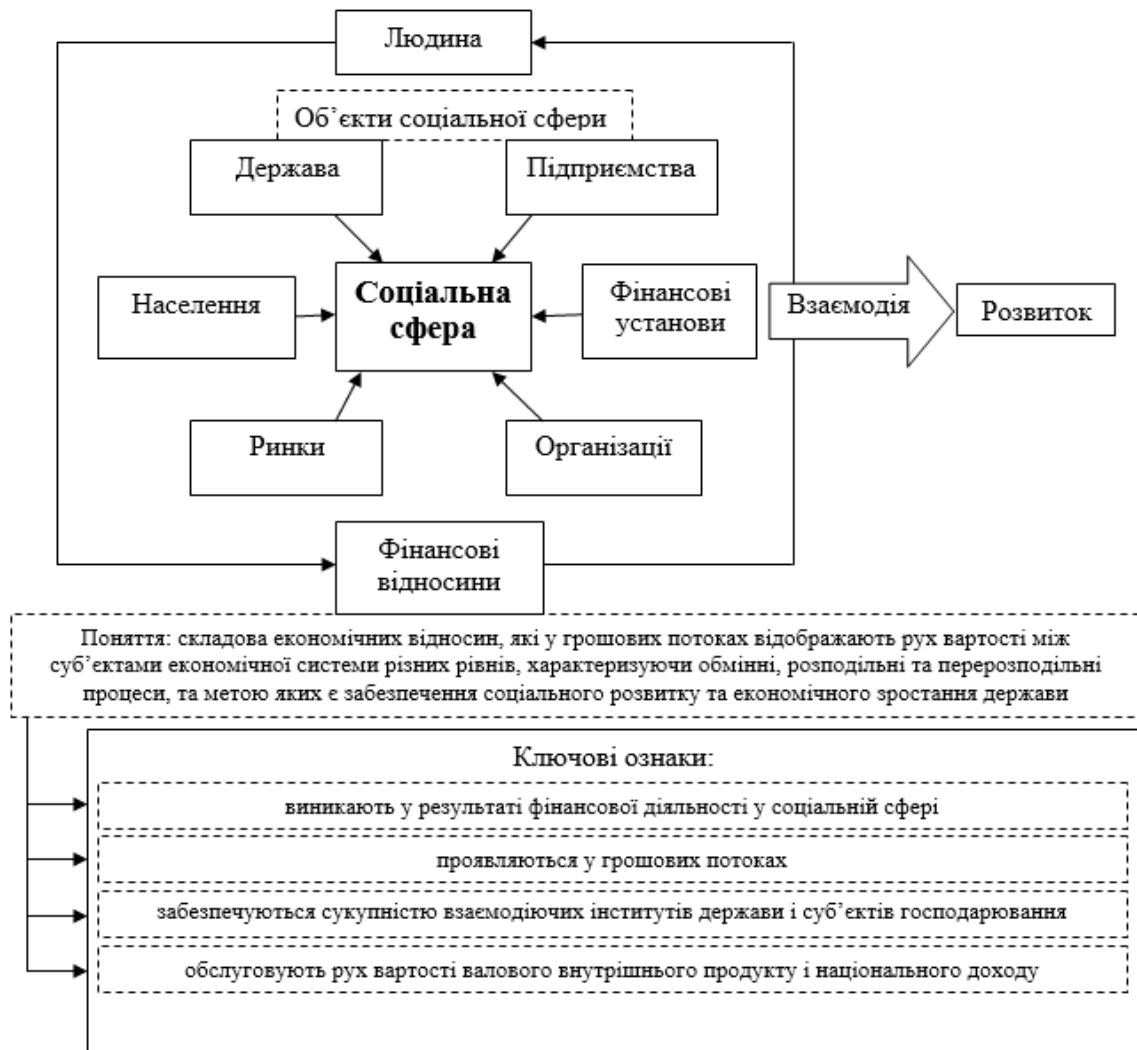 Людина
Об’єкти соціальної сфери
Держава
Підприємства
Населення
Соціальна
сфера
Фінансові
установи
Взаємодія
Розвиток
Ринки
Організації
Фінансові
відносини
Поняття: складова економічних відносин, які у грошових потоках відображають рух вартості між
суб’єктами економічної системи різних рівнів, характеризуючи обмінні, розподільні та перерозподільні
процеси, та метою яких є забезпечення соціального розвитку та економічного зростання держави
Ключові ознаки:
виникають у результаті фінансової діяльності у соціальній сфері
проявляються у грошових потоках
забезпечуються сукупністю взаємодіючих інститутів держави і суб’єктів господарювання
обслуговують рух вартості валового внутрішнього продукту і національного доходу